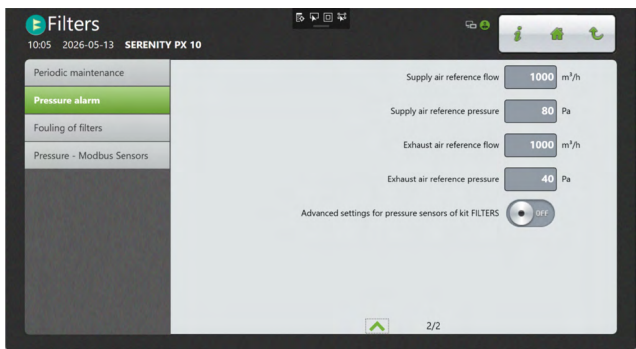 Filters
10:05 2026-05-13 SERENITY PX 10
Periodic maintenance
Pressure alarm
Fouling of filters
Pressure - Modbus Sensors
Supply air reference flow 1000 m³/h
Supply air reference pressure 80 Pa
Exhaust air reference flow 1000 m³/h
Exhaust air reference pressure 40 Pa
Advanced settings for pressure sensors of kit FILTERS OFF
2/2